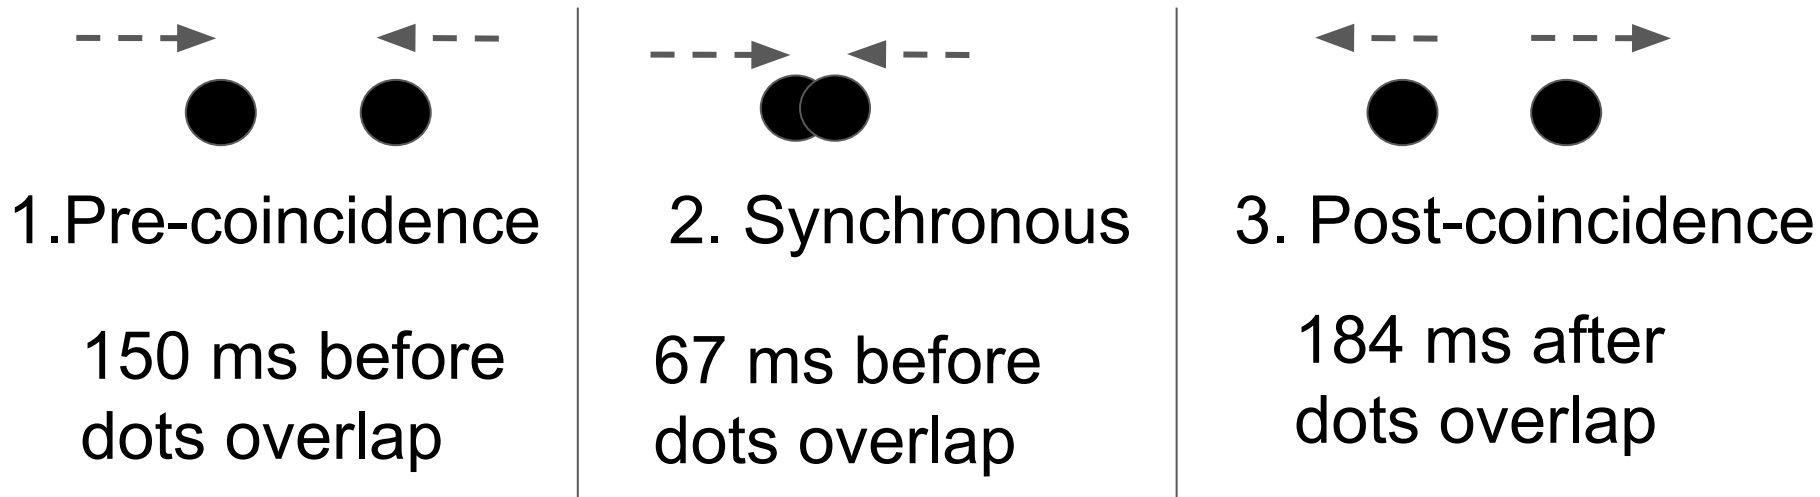 1.Pre-coincidence
150 ms before
dots overlap
2. Synchronous
67 ms before
dots overlap
3. Post-coincidence
184 ms after
dots overlap